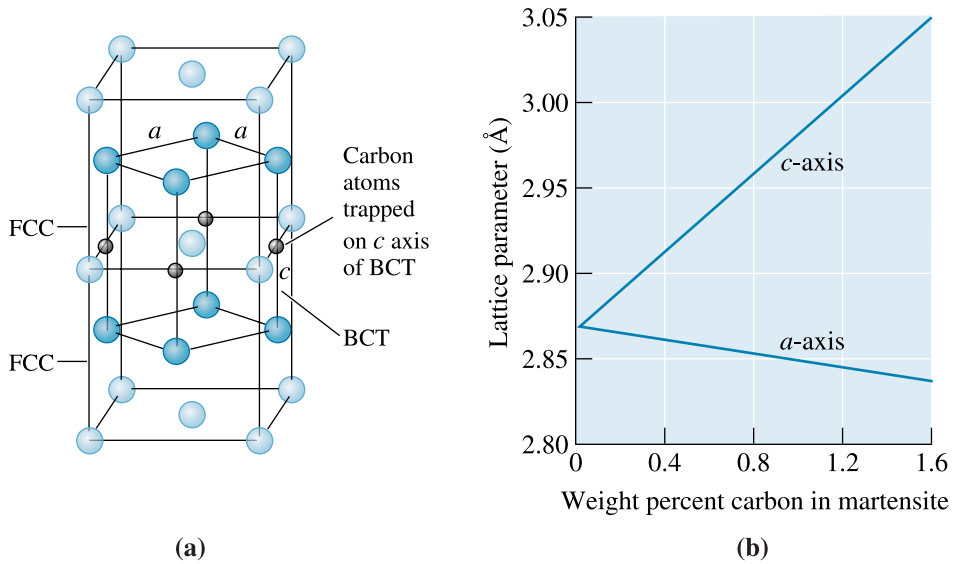 a
a
Carbon
atoms
trapped
on c axis
of BCT
FCC
c
BCT
FCC
(a)
3.05
3.00
2.95
2.90
2.85
2.80
Lattice parameter (Å)
c-axis
a-axis
0
0.4
0.8
1.2
1.6
Weight percent carbon in martensite
(b)